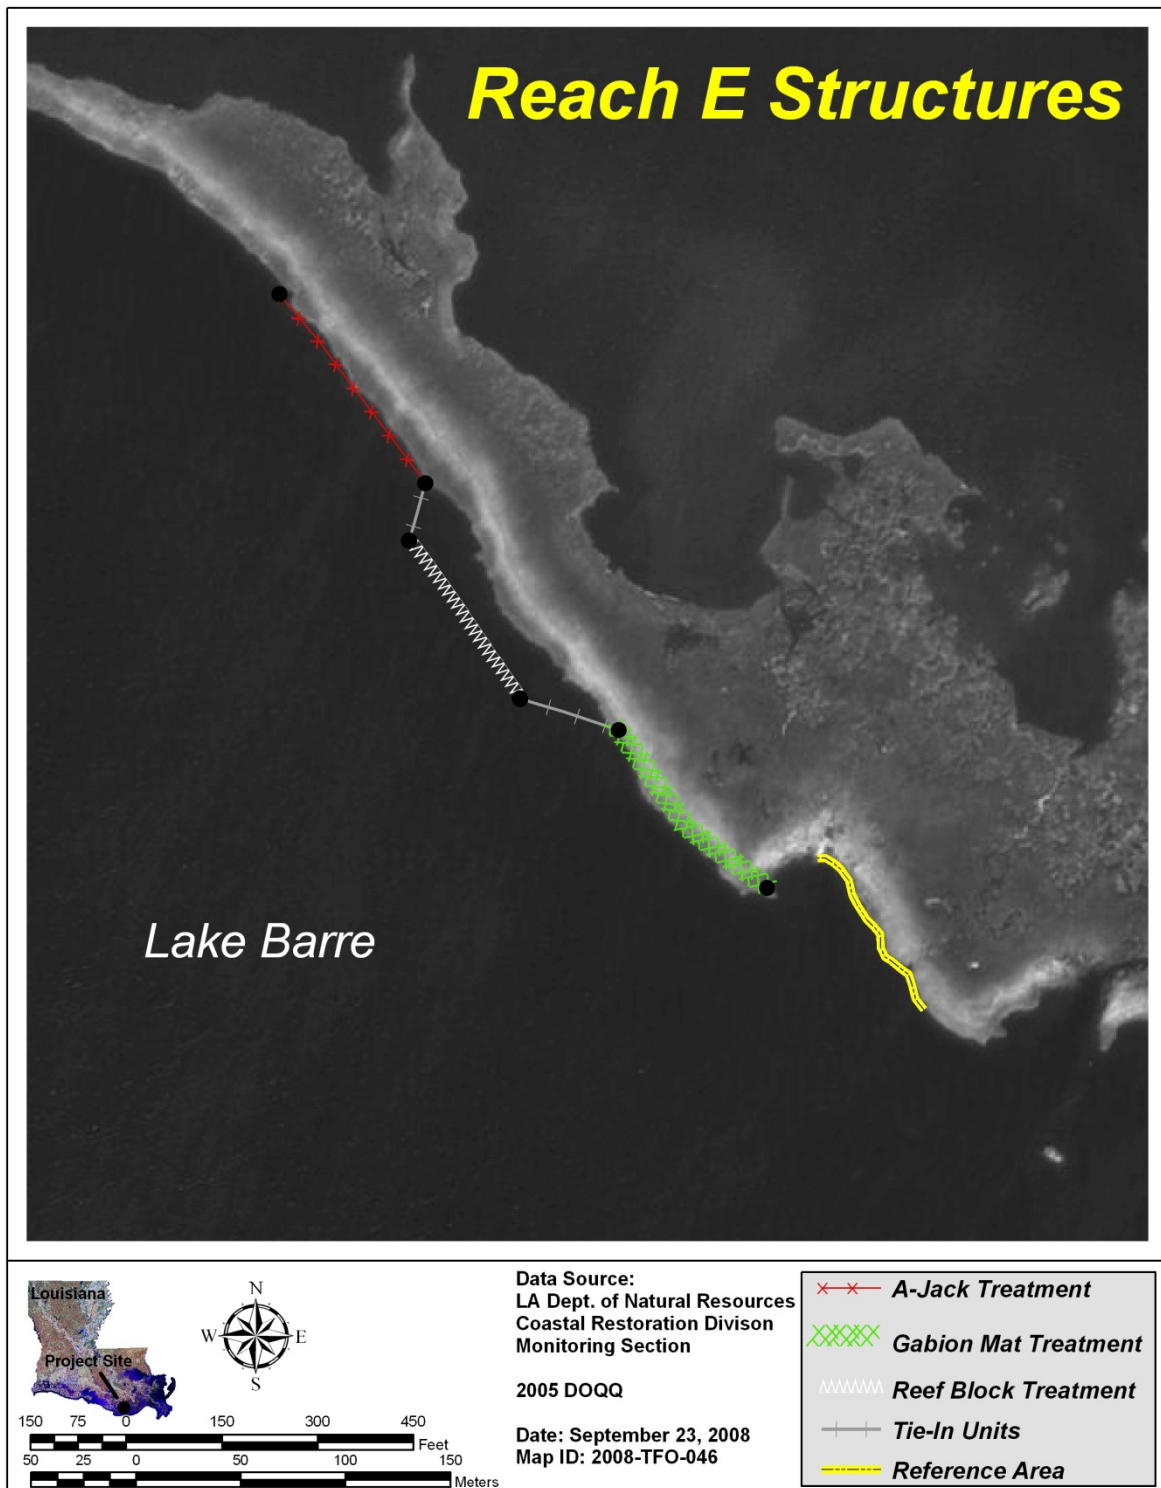 Reach E Structures
Lake Barre
Louisiana
Project Site
N
W
E
S
150 75 0 150 300 450
Feet
50 25 0 50 100 150
Meters
Data Source:
LA Dept. of Natural Resources
Coastal Restoration Divison
Monitoring Section
2005 DOQQ
Date: September 23, 2008
Map ID: 2008-TFO-046
A-Jack Treatment
Gabion Mat Treatment
Reef Block Treatment
Tie-In Units
Reference Area